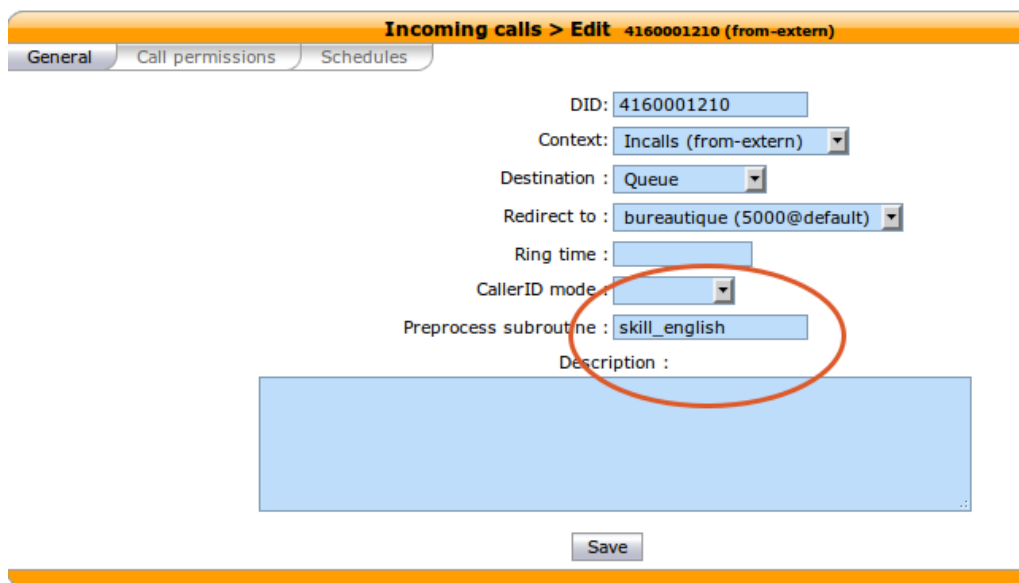 Incoming calls > Edit 4160001210 (from-extern)
General Call permissions Schedules
DID: 4160001210
Context: Incalls (from-extern)
Destination : Queue
Redirect to : bureautique (5000@default)
Ring time :
CallerID mode :
Preprocess subroutine : skill_english
Description :
Save